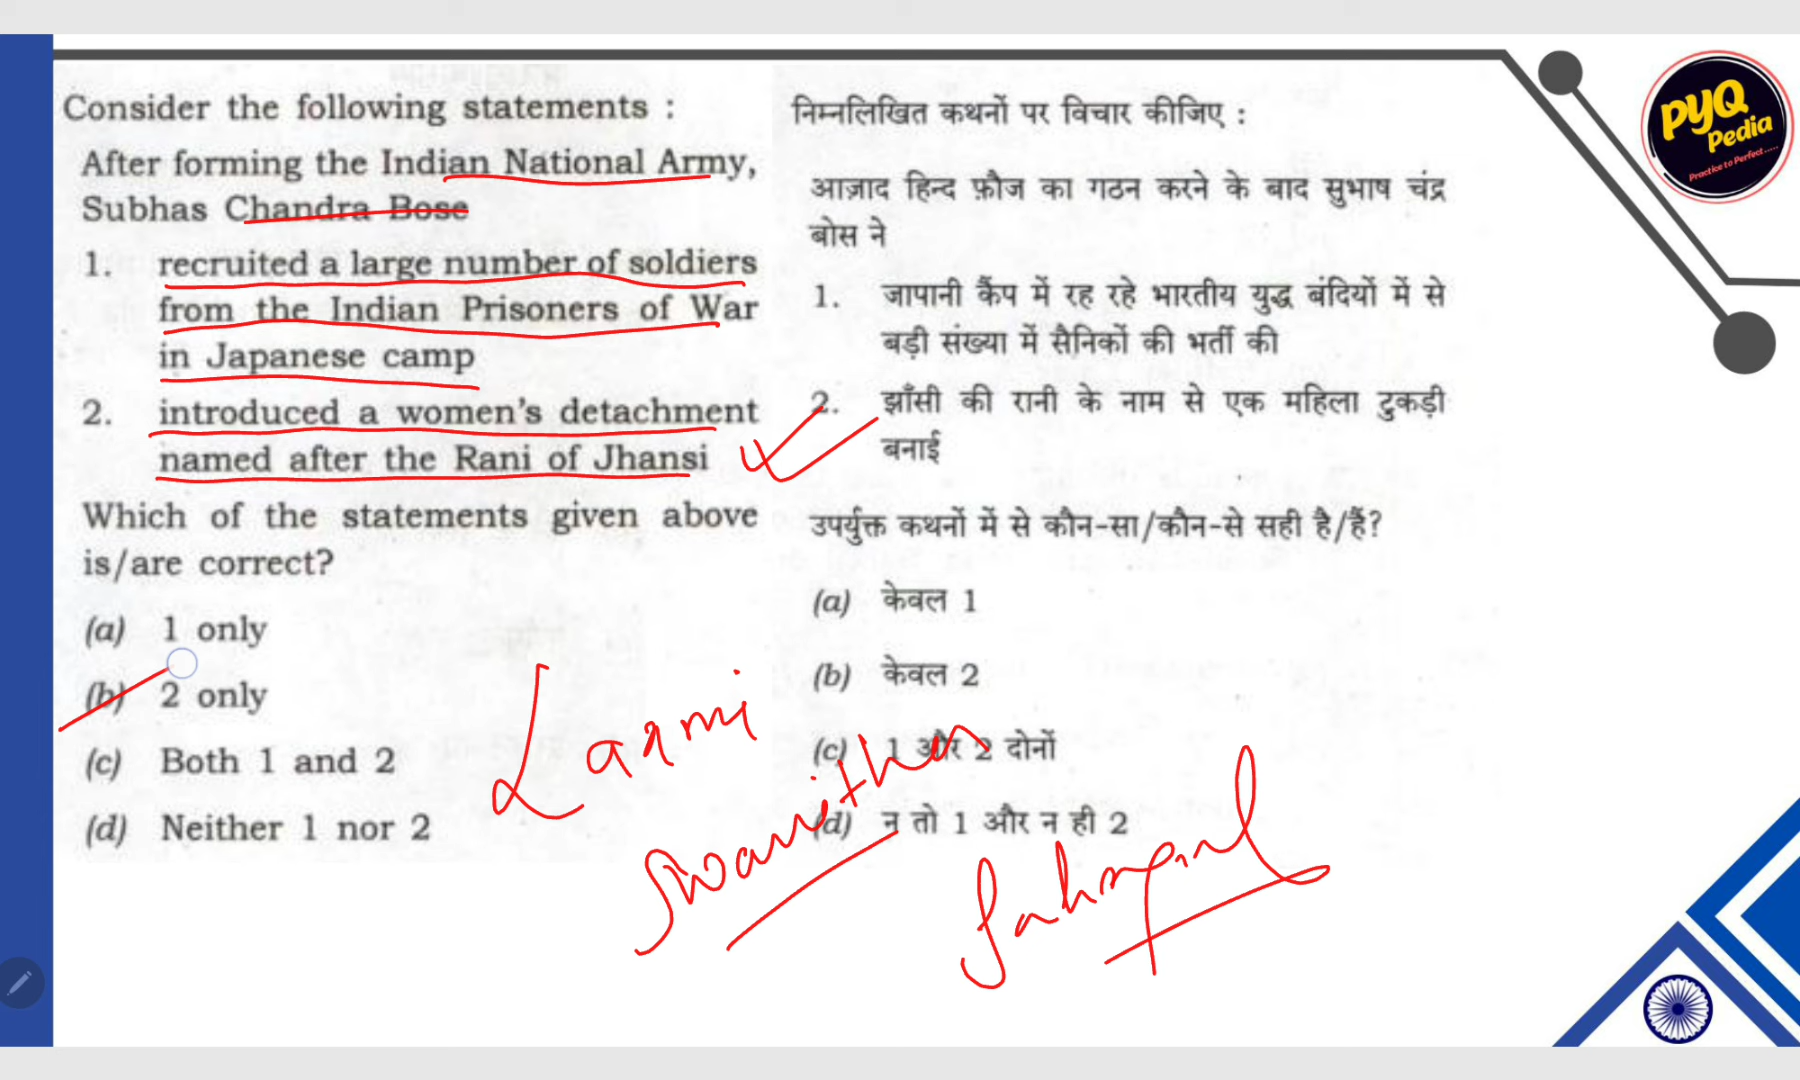 Consider the following statements :
After forming the Indian National Army,
Subhas Chandra Bose
1. recruited a large number of soldiers
from the Indian Prisoners of War
in Japanese camp
2. introduced a women's detachment
named after the Rani of Jhansi
Which of the statements given above
is/are correct?
(a) 1 only
(b) 2 only
(c) Both 1 and 2
(d) Neither 1 nor 2
निम्नलिखित कथनों पर विचार कीजिए :
आज़ाद हिन्द फ़ौज का गठन करने के बाद सुभाष चंद्र
बोस ने
1. जापानी कैंप में रह रहे भारतीय युद्ध बंदियों में से
बड़ी संख्या में सैनिकों की भर्ती की
2. झाँसी की रानी के नाम से एक महिला टुकड़ी
बनाई
उपर्युक्त कथनों में से कौन-सा/कौन-से सही है/हैं?
(a) केवल 1
(b) केवल 2
(c) 1 और 2 दोनों
(d) न तो 1 और न ही 2
PYQ
Pedia
Practice to Perfect.....